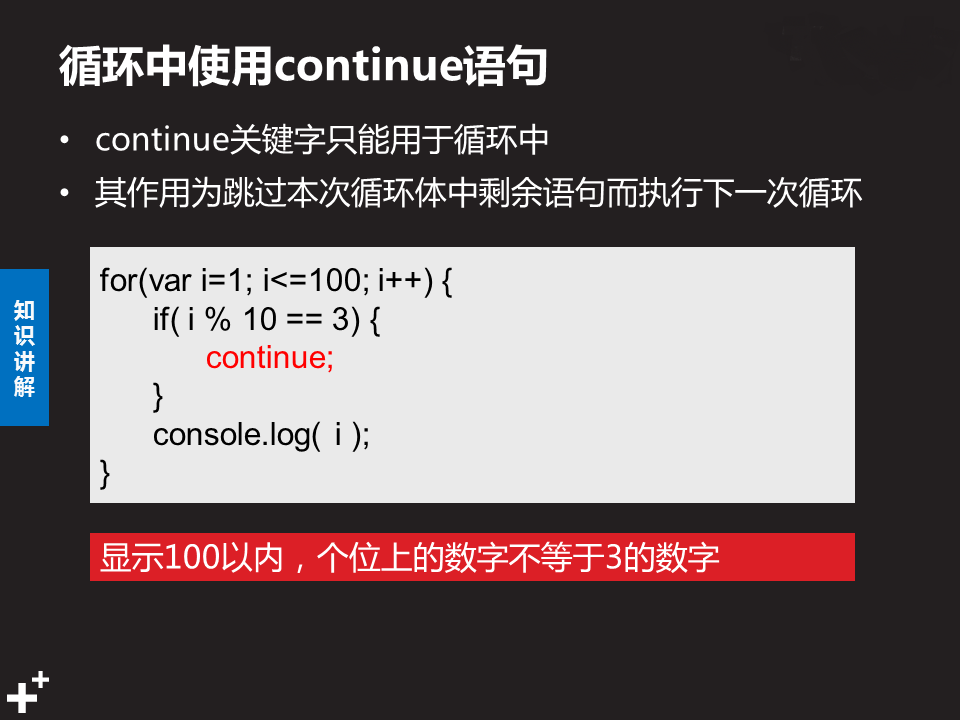 循环中使用continue语句
• continue关键字只能用于循环中
• 其作用为跳过本次循环体中剩余语句而执行下一次循环
知识讲解
for(var i=1; i<=100; i++) {
if( i % 10 == 3) {
continue;
}
console.log( i );
}
显示100以内，个位上的数字不等于3的数字